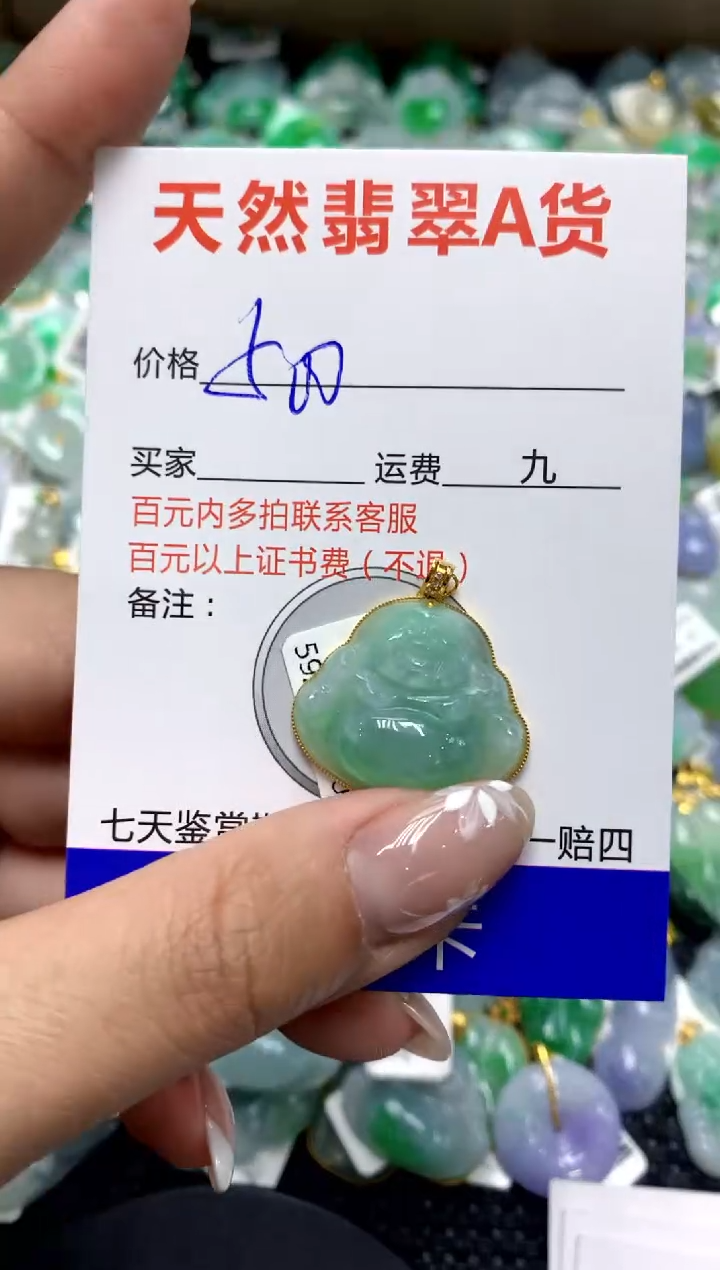 天然翡翠A货
价格
买家 运费 九
百元内多拍联系客服
百元以上证书费（不退）
备注：
59
七天鉴赏 一赔四